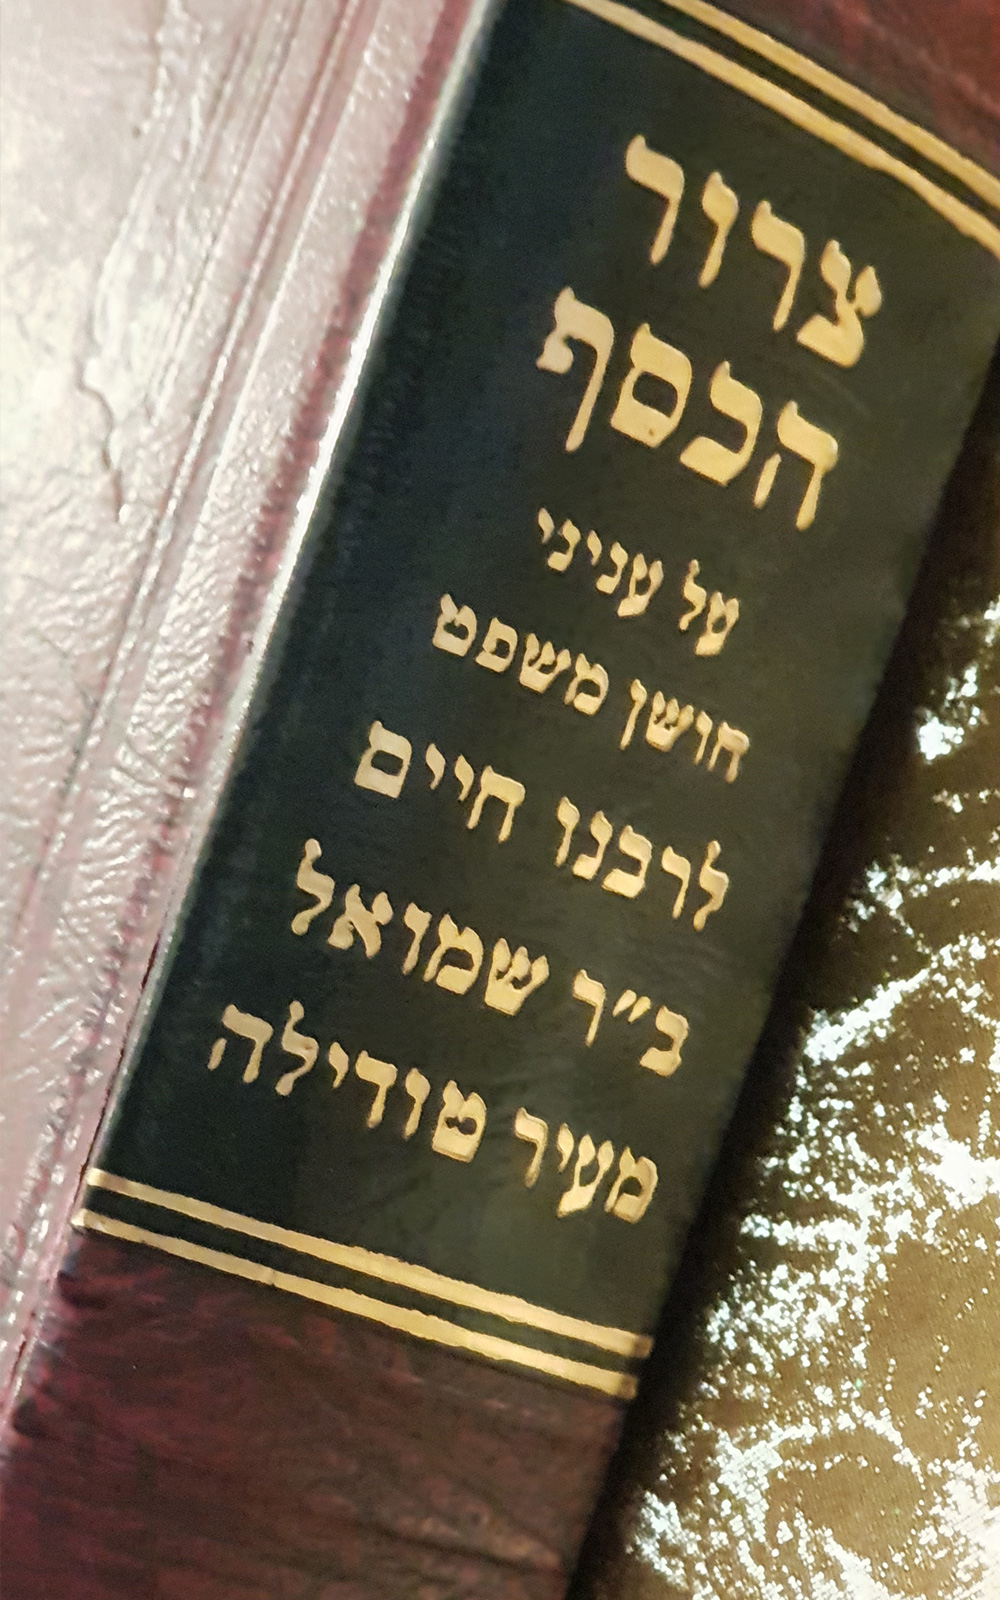 צרור
הכסף
על עניני
חושן משפט
לרבנו חיים
ב״ר שמואל
מעיר טודילה